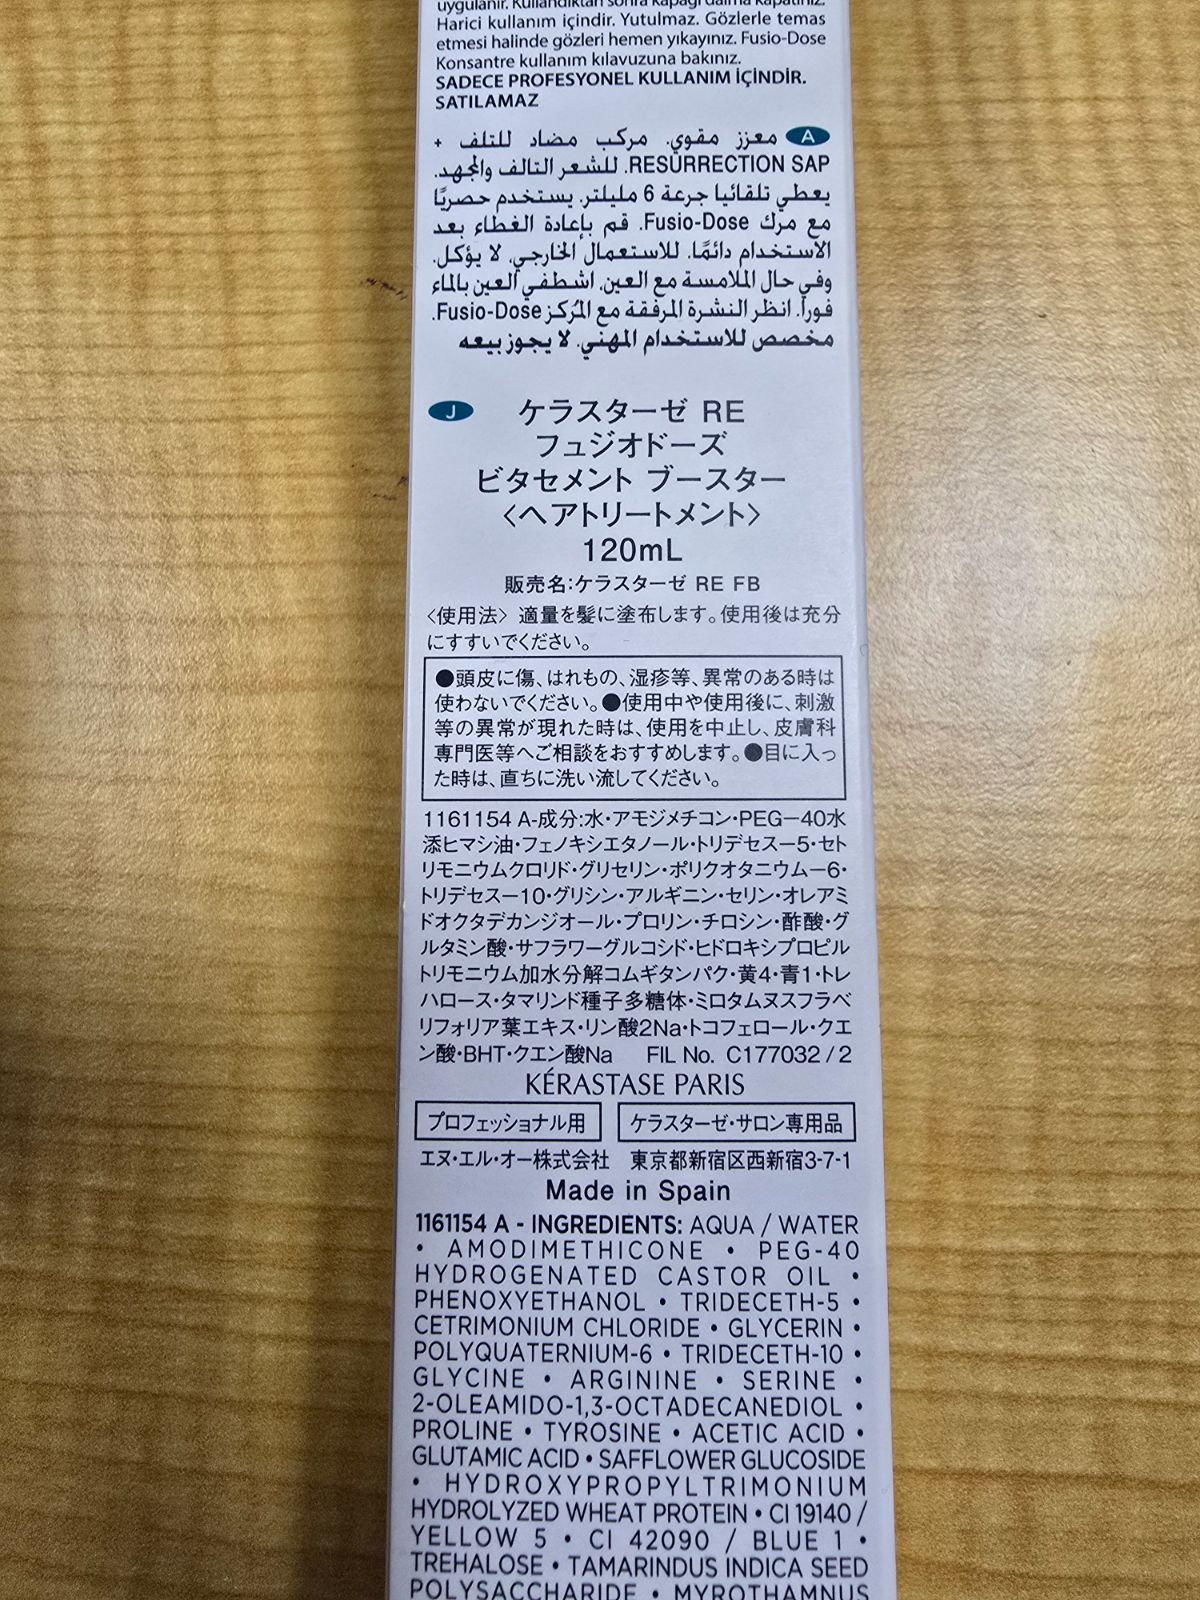 uygulanır. Kullandıktan sonra kapağı daima kapatınız.
Harici kullanım içindir. Yutulmaz. Gözlerle temas
etmesi halinde gözleri hemen yıkayınız. Fusio-Dose
Konsantre kullanım kılavuzuna bakınız.
SADECE PROFESYONEL KULLANIM İÇİNDİR.
SATILAMAZ
A معزز مقوي. مركب مضاد للتلف +
RESURRECTION SAP. للشعر التالف والمجهد.
يعطي تلقائيا جرعة 6 مليلتر. يستخدم حصريًا
مع مرك Fusio-Dose. قم بإعادة الغطاء بعد
الاستخدام دائمًا. للاستعمال الخارجي. لا يؤكل.
وفي حال الملامسة مع العين، اشطفي العين بالماء
فورا. انظر النشرة المرفقة مع المُركز Fusio-Dose.
مخصص للاستخدام المهني. لا يجوز بيعه
J ケラスターゼ RE
フュジオドーズ
ビタセメント ブースター
〈ヘアトリートメント〉
120mL
販売名:ケラスターゼ RE FB
〈使用法〉 適量を髪に塗布します。使用後は充分
にすすいでください。
●頭皮に傷、はれもの、湿疹等、異常のある時は
使わないでください。●使用中や使用後に、刺激
等の異常が現れた時は、使用を中止し、皮膚科
専門医等へご相談をおすすめします。●目に入っ
た時は、直ちに洗い流してください。
1161154 A-成分:水・アモジメチコン・PEG－40水
添ヒマシ油・フェノキシエタノール・トリデセス－5・セト
リモニウムクロリド・グリセリン・ポリクオタニウム－6・
トリデセス－10・グリシン・アルギニン・セリン・オレアミ
ドオクタデカンジオール・プロリン・チロシン・酢酸・グ
ルタミン酸・サフラワーグルコシド・ヒドロキシプロピル
トリモニウム加水分解コムギタンパク・黄4・青1・トレ
ハロース・タマリンド種子多糖体・ミロタムヌスフラベ
リフォリア葉エキス・リン酸2Na・トコフェロール・クエ
ン酸・BHT・クエン酸Na FIL No. C177032 / 2
KÉRASTASE PARIS
プロフェッショナル用 ケラスターゼ・サロン専用品
エヌ・エル・オー株式会社 東京都新宿区西新宿3-7-1
Made in Spain
1161154 A - INGREDIENTS: AQUA / WATER
• AMODIMETHICONE • PEG-40
HYDROGENATED CASTOR OIL •
PHENOXYETHANOL • TRIDECETH-5 •
CETRIMONIUM CHLORIDE • GLYCERIN •
POLYQUATERNIUM-6 • TRIDECETH-10 •
GLYCINE • ARGININE • SERINE •
2-OLEAMIDO-1,3-OCTADECANEDIOL •
PROLINE • TYROSINE • ACETIC ACID •
GLUTAMIC ACID • SAFFLOWER GLUCOSIDE
• HYDROXYPROPYLTRIMONIUM
HYDROLYZED WHEAT PROTEIN • CI 19140 /
YELLOW 5 • CI 42090 / BLUE 1 •
TREHALOSE • TAMARINDUS INDICA SEED
POLYSACCHARIDE • MYROTHAMNUS